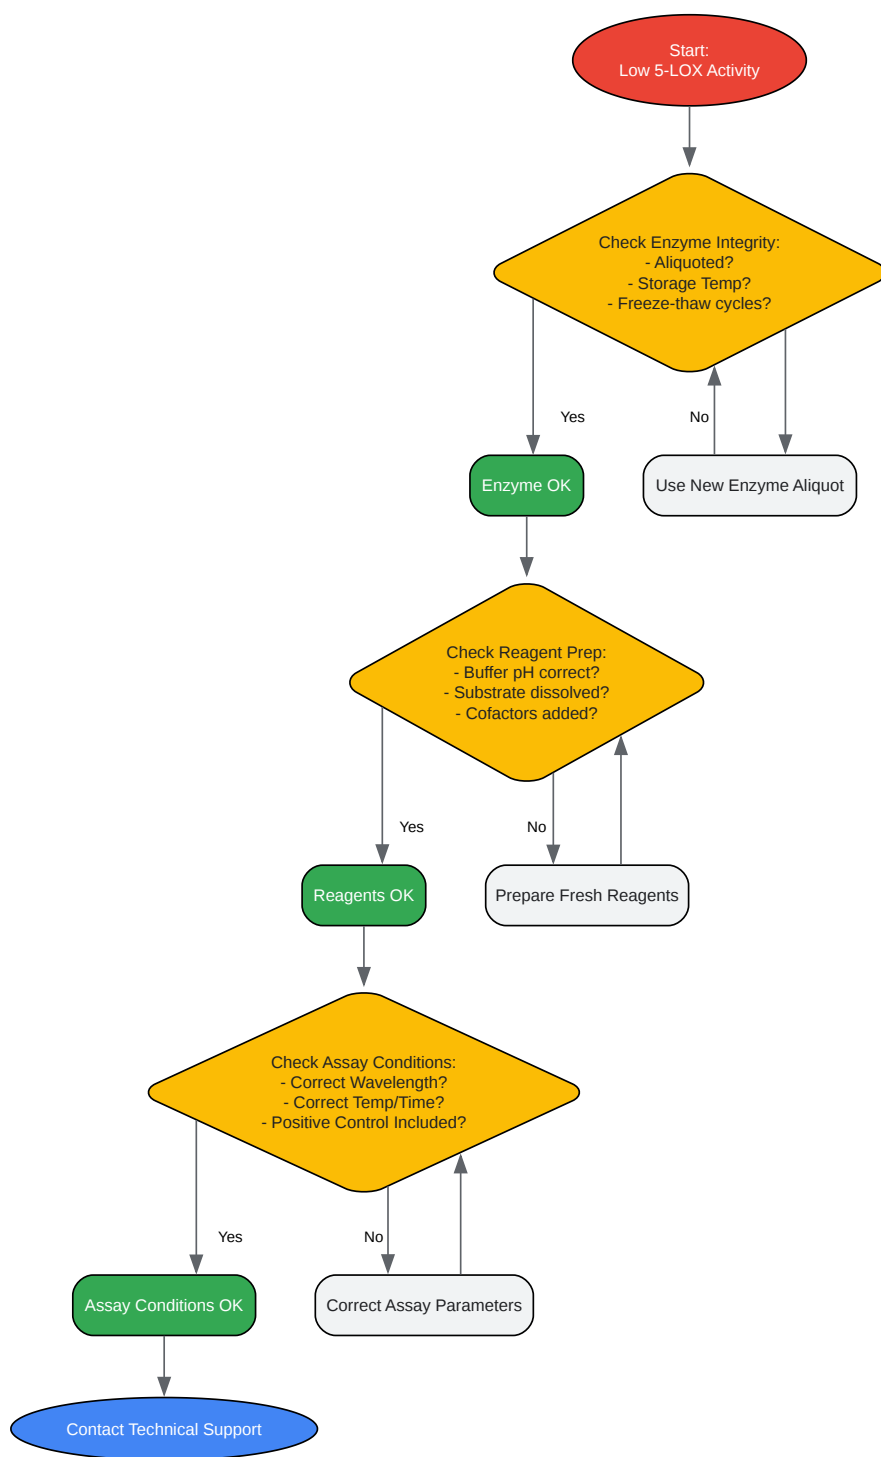 Start:
Low 5-LOX Activity
Check Enzyme Integrity:
- Aliquoted?
- Storage Temp?
- Freeze-thaw cycles?
Yes
No
Enzyme OK
Use New Enzyme Aliquot
Check Reagent Prep:
- Buffer pH correct?
- Substrate dissolved?
- Cofactors added?
Yes
No
Reagents OK
Prepare Fresh Reagents
Check Assay Conditions:
- Correct Wavelength?
- Correct Temp/Time?
- Positive Control Included?
Yes
No
Assay Conditions OK
Correct Assay Parameters
Contact Technical Support